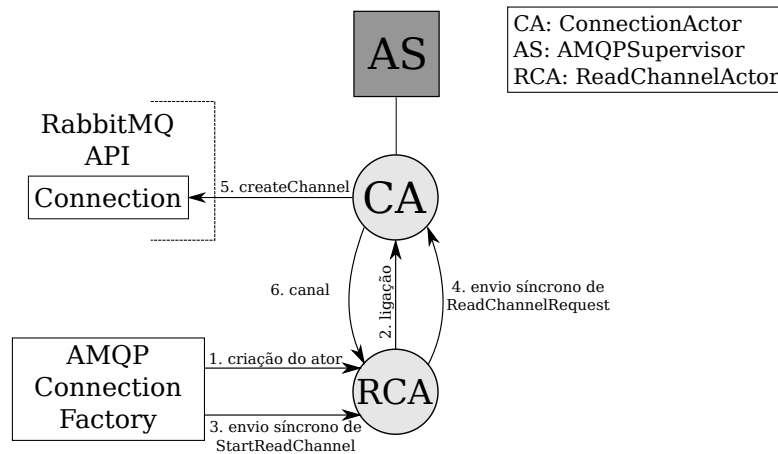 AS
CA: ConnectionActor
AS: AMQPSupervisor
RCA: ReadChannelActor
RabbitMQ
API
Connection
5. createChannel
CA
6. canal
2. ligação
4. envio síncrono de
ReadChannelRequest
AMQP
Connection
Factory
1. criação do ator
RCA
3. envio síncrono de
StartReadChannel